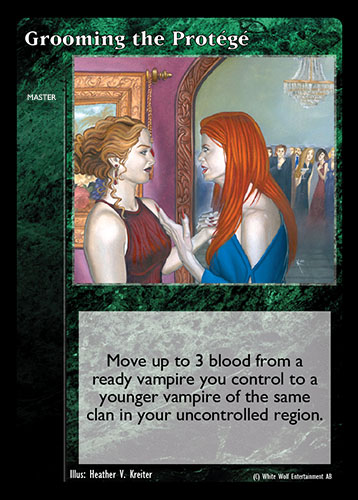 Grooming the Protégé
MASTER
Move up to 3 blood from a
ready vampire you control to a
younger vampire of the same
clan in your uncontrolled region.
Illus: Heather V. Kreiter
(C) White Wolf Entertainment AB